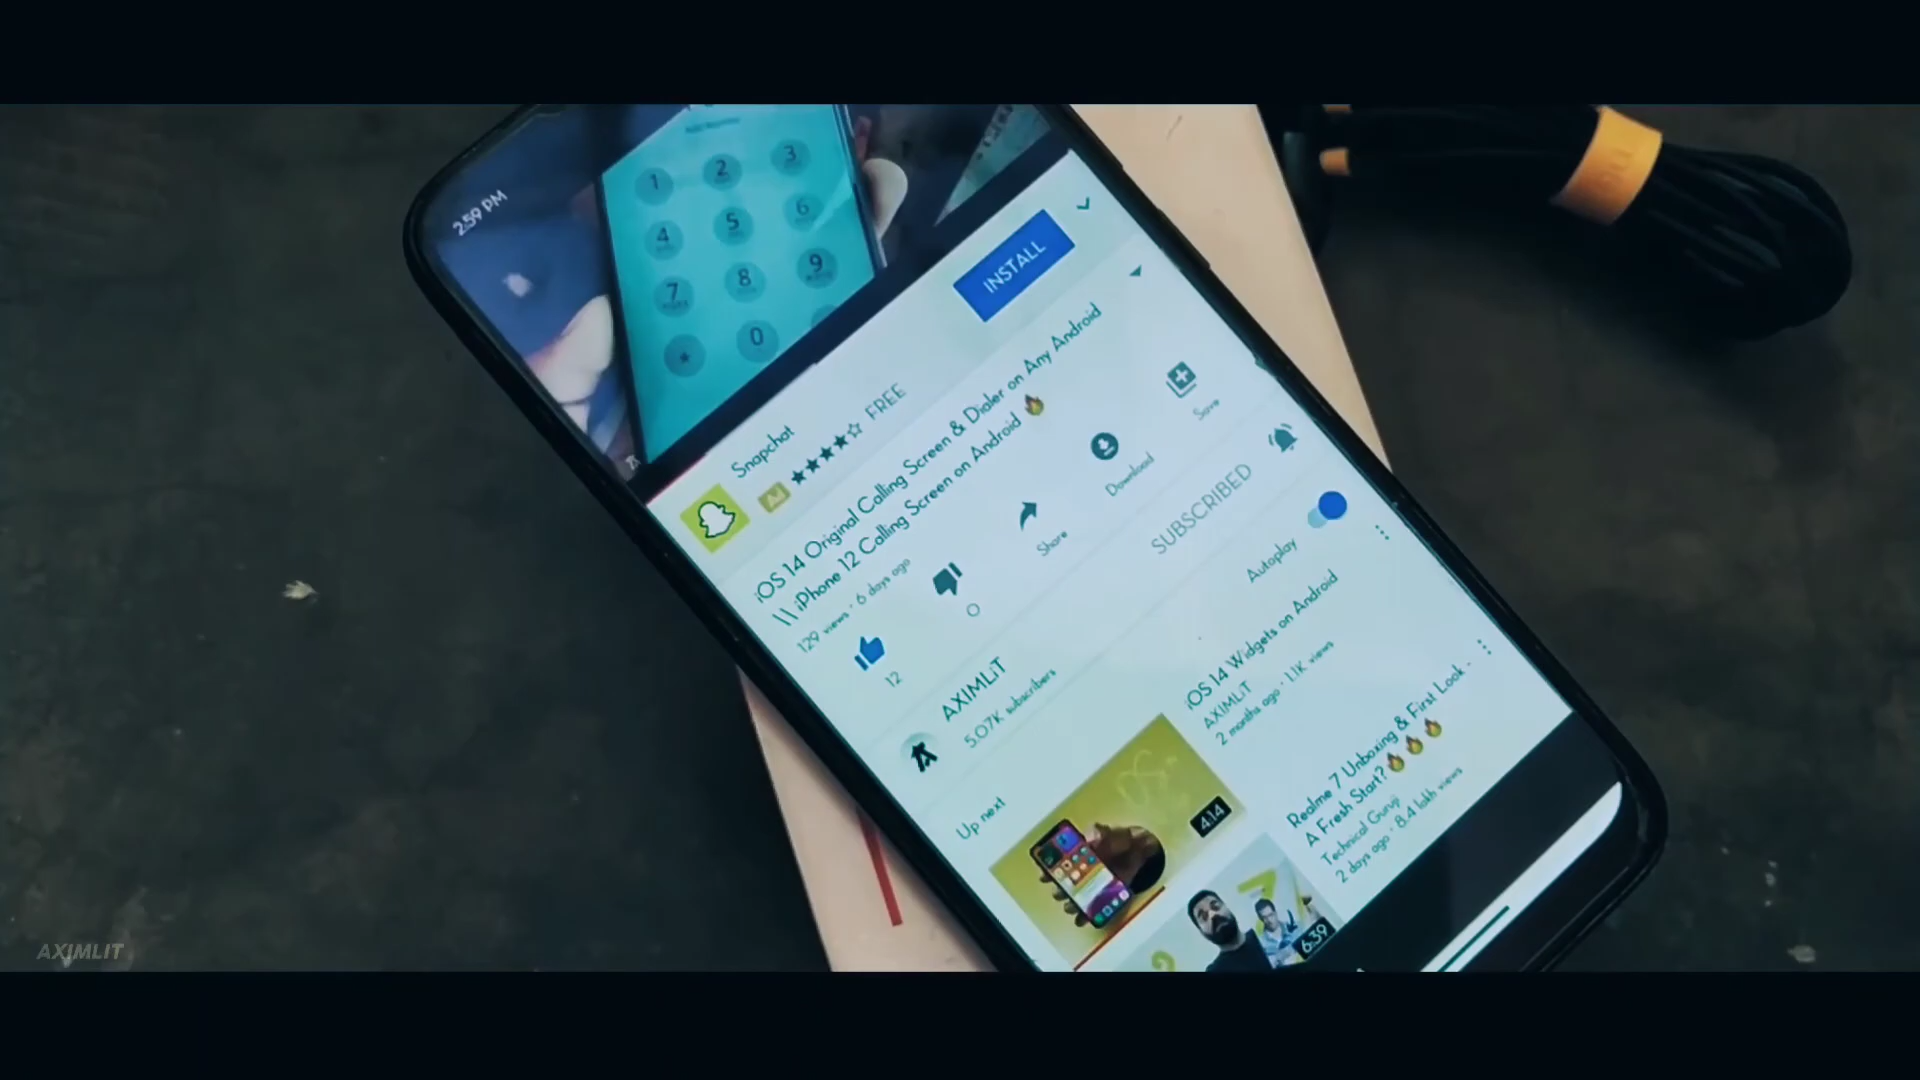 2:59 PM
Add Number
1
2
3
4
5
6
7
8
9
*
0
INSTALL
Snapchat
Ad ★★★★☆ FREE
iOS 14 Original Calling Screen & Dialer on Any Android
\\ iPhone 12 Calling Screen on Android 🔥
129 views · 6 days ago
12
0
Share
Download
Save
AXIMLiT
5.07K subscribers
SUBSCRIBED
Up next
Autoplay
iOS 14 Widgets on Android
AXIMLiT
2 months ago · 1.1K views
4:14
Realme 7 Unboxing & First Look -
A Fresh Start?🔥🔥🔥
Technical Guruji
2 days ago · 8.4 lakh views
6:39
AXIMLIT